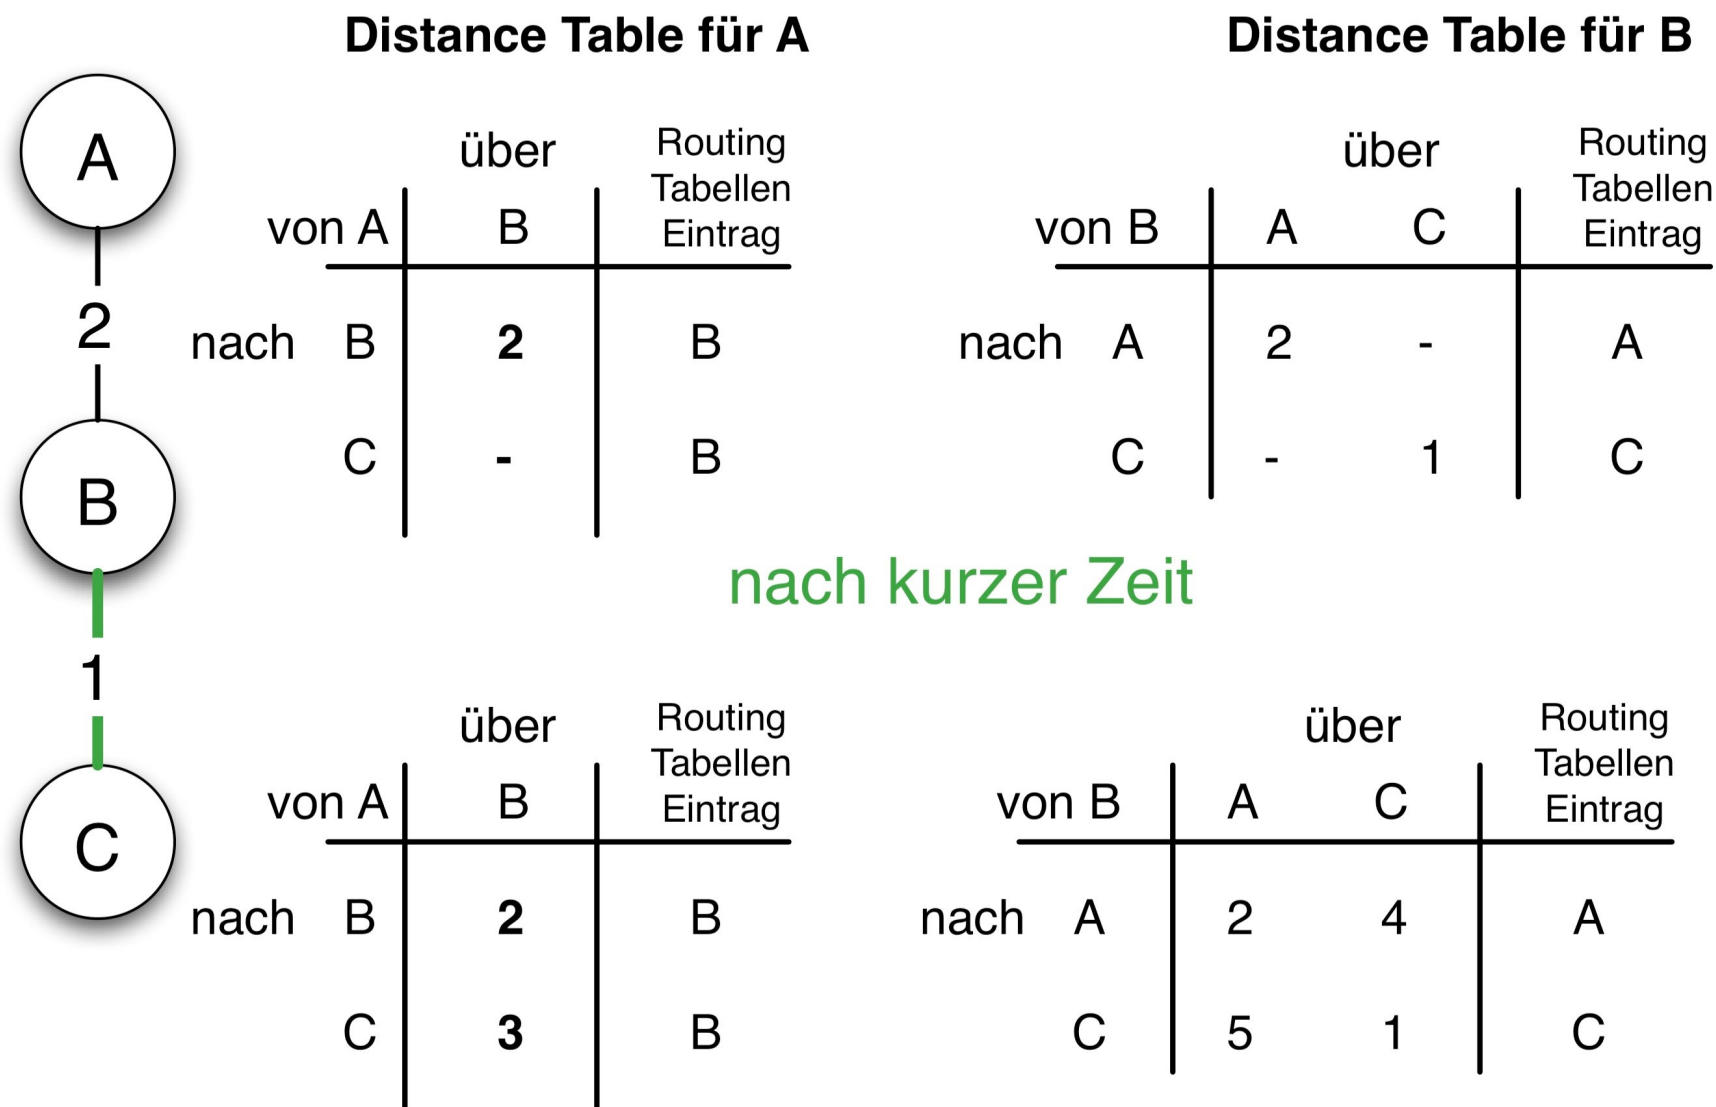 Distance Table für A
Distance Table für B
A
2
B
1
C
über
Routing
Tabellen
Eintrag
von A B
nach B 2 B
C - B
über
Routing
Tabellen
Eintrag
von B A C
nach A 2 - A
C - 1 C
nach kurzer Zeit
über
Routing
Tabellen
Eintrag
von A B
nach B 2 B
C 3 B
über
Routing
Tabellen
Eintrag
von B A C
nach A 2 4 A
C 5 1 C